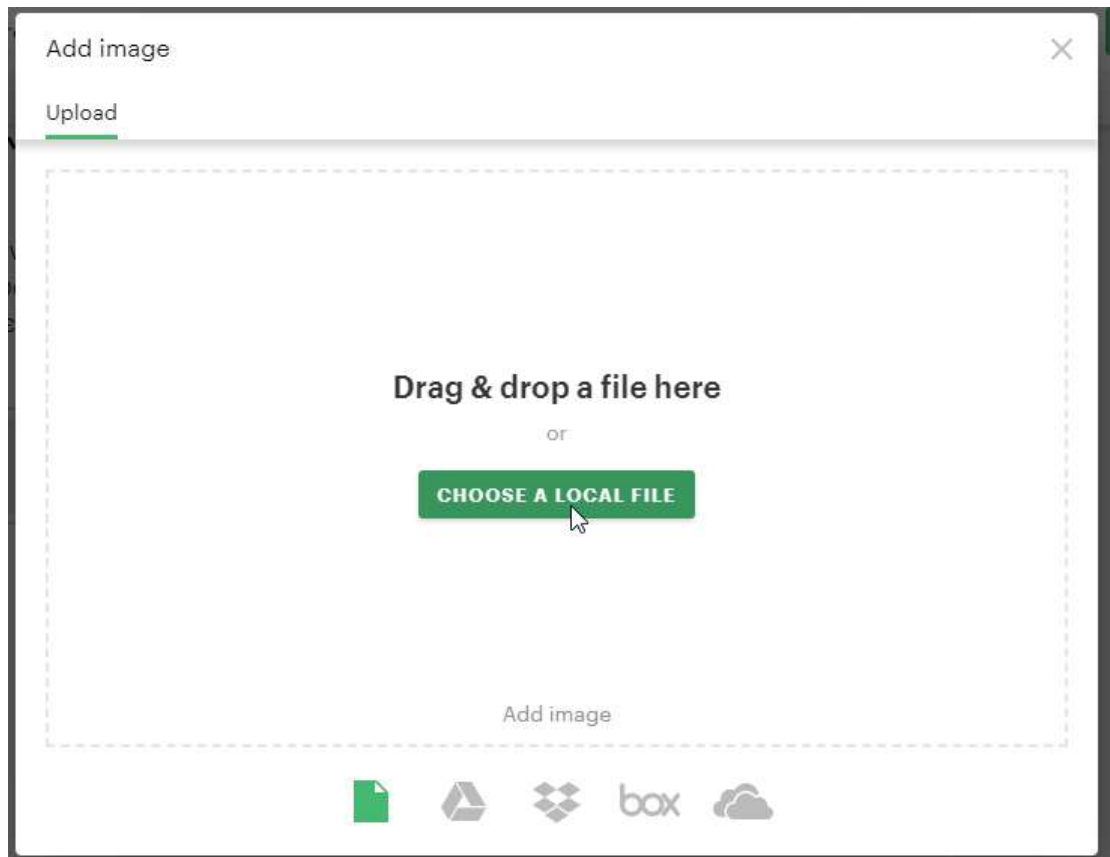 Add image
Upload
Drag & drop a file here
or
CHOOSE A LOCAL FILE
Add image
box